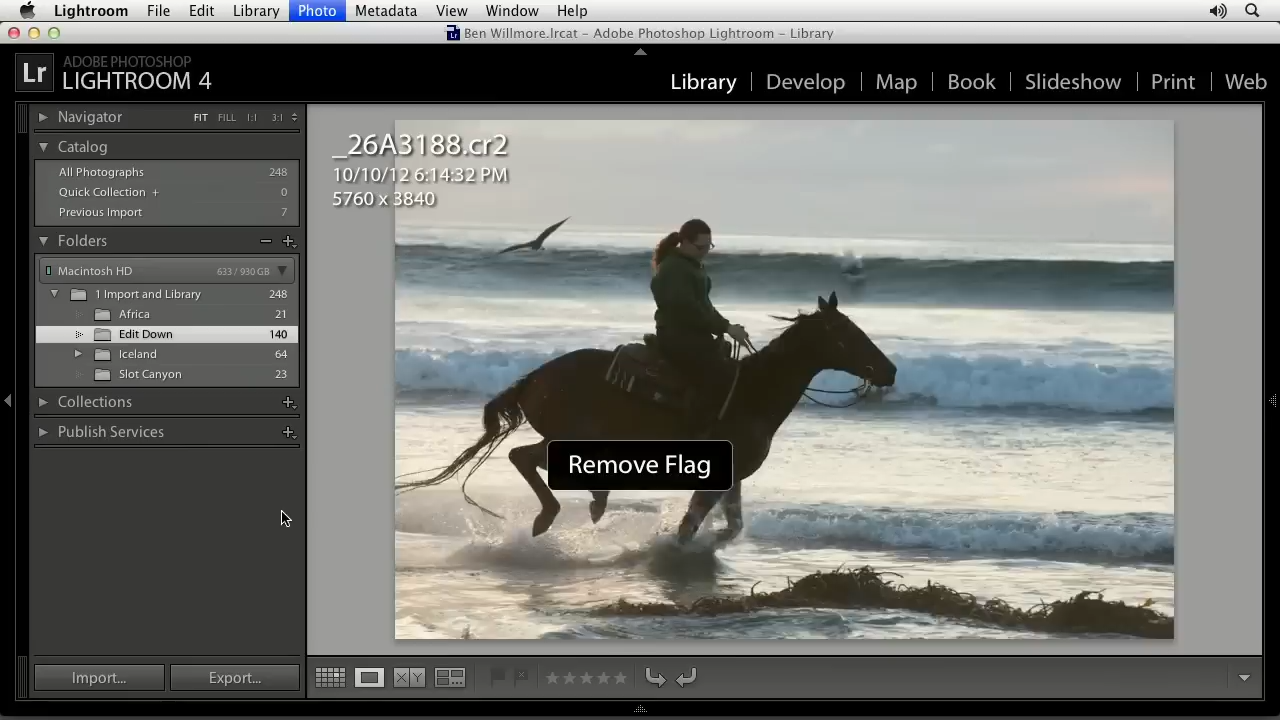 Lightroom File Edit Library Photo Metadata View Window Help
Lr Ben Willmore.lrcat – Adobe Photoshop Lightroom – Library
Lr ADOBE PHOTOSHOP
LIGHTROOM 4
Library Develop Map Book Slideshow Print Web
Navigator FIT FILL 1:1 3:1
Catalog
All Photographs 248
Quick Collection + 0
Previous Import 7
Folders
Macintosh HD 633 / 930 GB
1 Import and Library 248
Africa 21
Edit Down 140
Iceland 64
Slot Canyon 23
Collections
Publish Services
_26A3188.cr2
10/10/12 6:14:32 PM
5760 x 3840
Remove Flag
Import... Export...
X Y